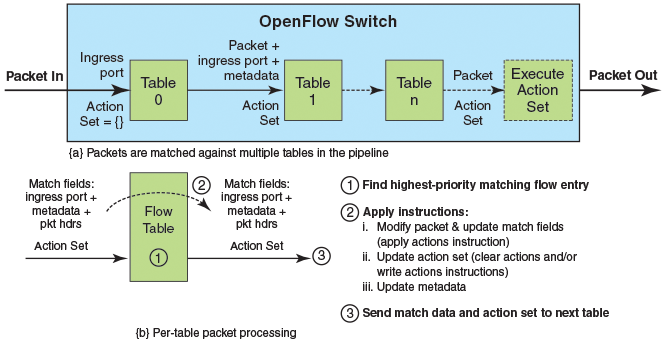 OpenFlow Switch
Packet In
Ingress
port
Action
Set = {}
Table
0
Packet +
ingress port +
metadata
Action
Set
Table
1
Table
n
Packet
Action
Set
Execute
Action
Set
Packet Out
{a} Packets are matched against multiple tables in the pipeline
Match fields:
ingress port +
metadata +
pkt hdrs
Action Set
2
Flow
Table
1
Match fields:
ingress port +
metadata +
pkt hdrs
Action Set
3
{b} Per-table packet processing
1 Find highest-priority matching flow entry
2 Apply instructions:
i. Modify packet & update match fields
(apply actions instruction)
ii. Update action set (clear actions and/or
write actions instructions)
iii. Update metadata
3 Send match data and action set to next table